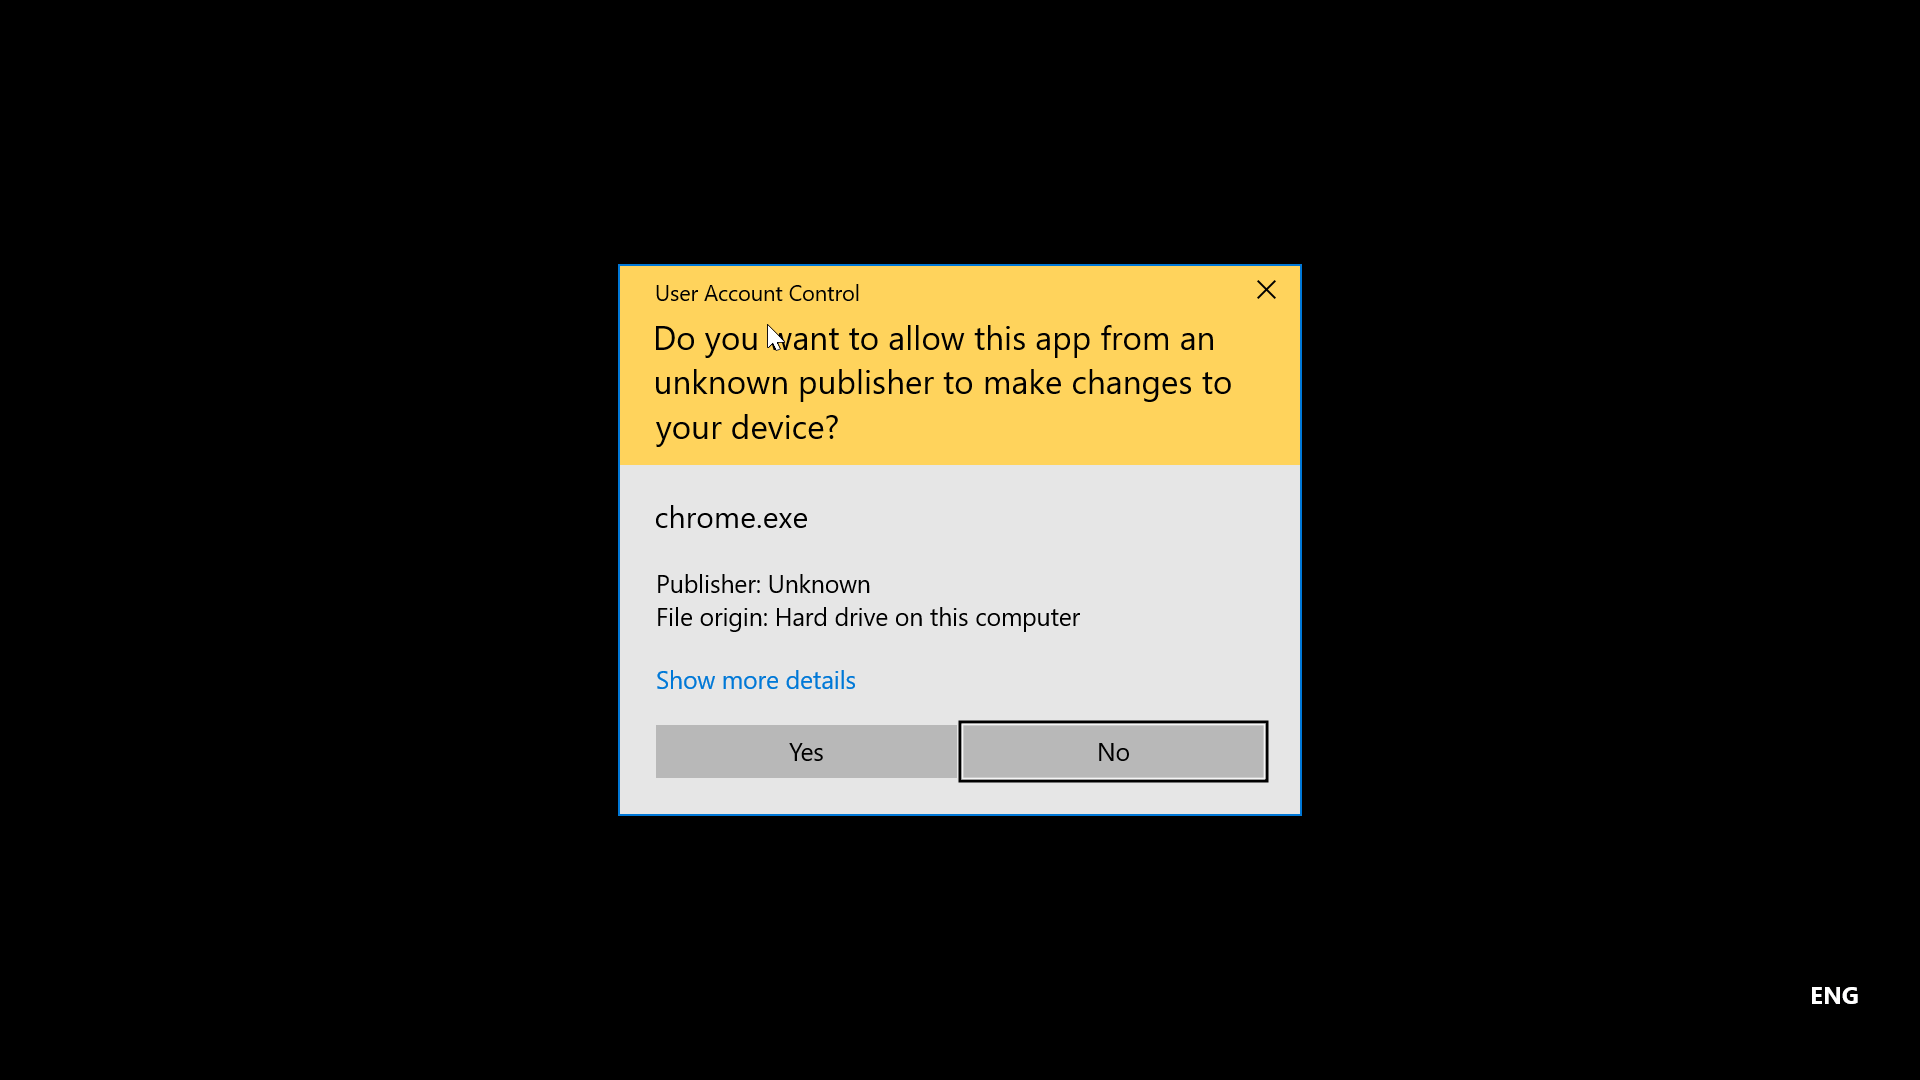 User Account Control
Do you want to allow this app from an
unknown publisher to make changes to
your device?
chrome.exe
Publisher: Unknown
File origin: Hard drive on this computer
Show more details
Yes
No
ENG